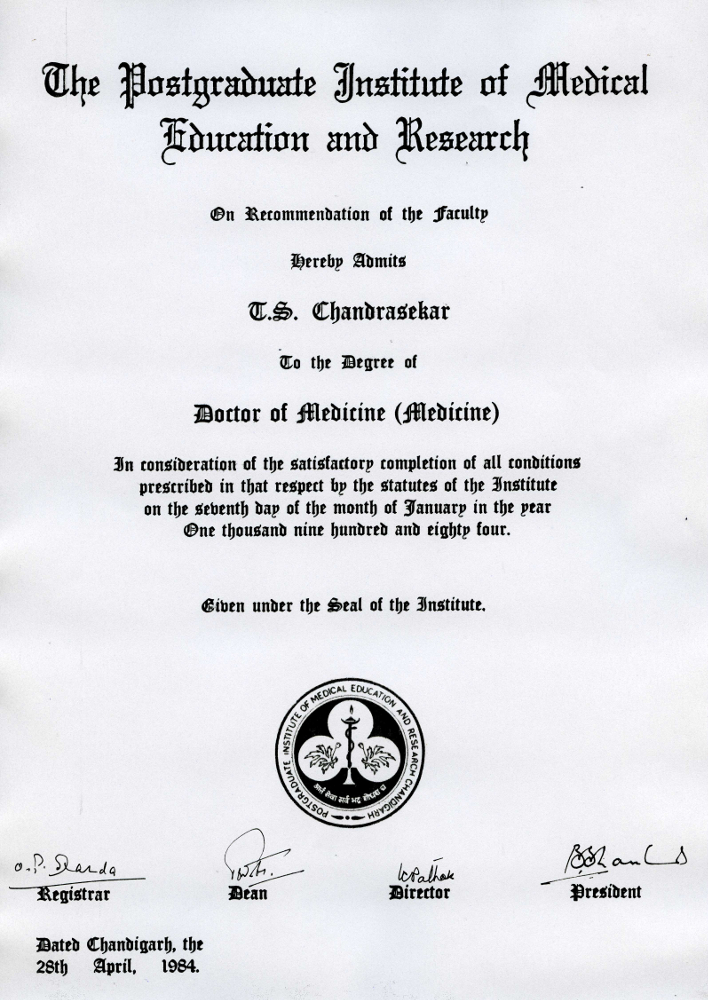 The Postgraduate Institute of Medical
Education and Research
On Recommendation of the Faculty
Hereby Admits
T.S. Chandrasekar
To the Degree of
Doctor of Medicine (Medicine)
In consideration of the satisfactory completion of all conditions
prescribed in that respect by the statutes of the Institute
on the seventh day of the month of January in the year
One thousand nine hundred and eighty four.
Given under the Seal of the Institute.
POSTGRADUATE INSTITUTE OF MEDICAL EDUCATION AND RESEARCH CHANDIGARH
Registrar
Dean
Director
President
Dated Chandigarh, the
28th April, 1984.